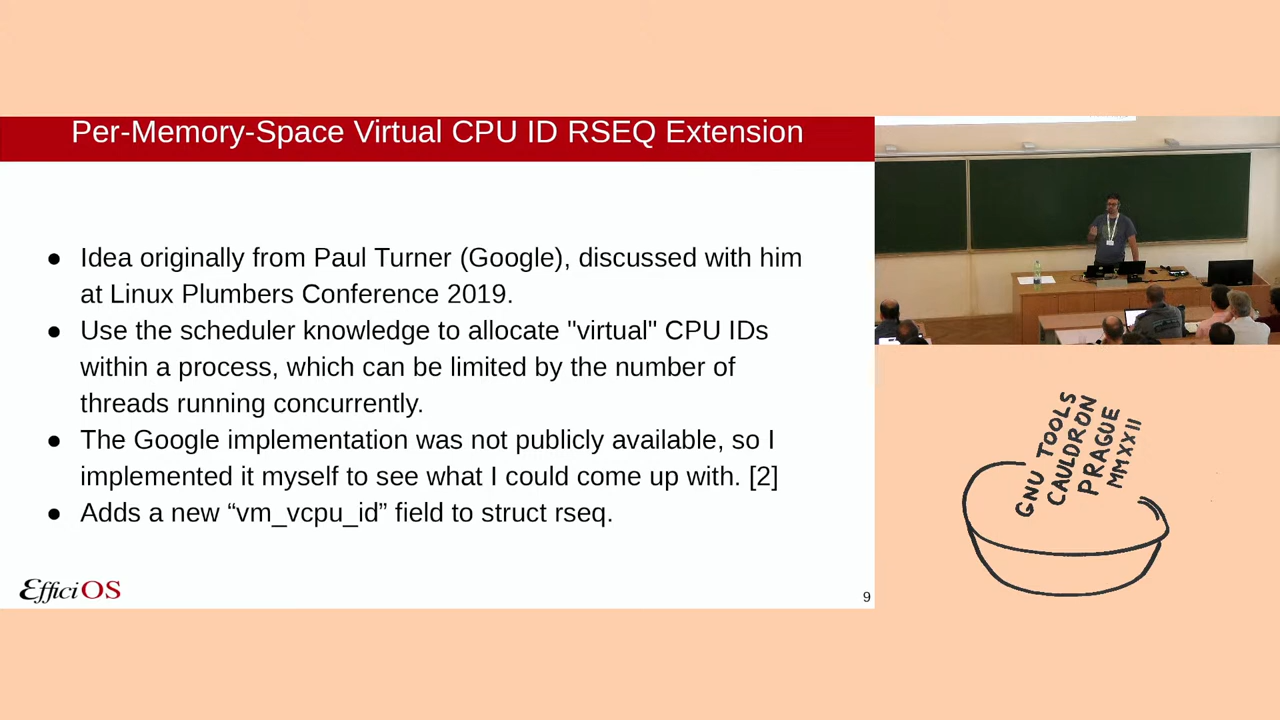 Per-Memory-Space Virtual CPU ID RSEQ Extension
● Idea originally from Paul Turner (Google), discussed with him
at Linux Plumbers Conference 2019.
● Use the scheduler knowledge to allocate "virtual" CPU IDs
within a process, which can be limited by the number of
threads running concurrently.
● The Google implementation was not publicly available, so I
implemented it myself to see what I could come up with. [2]
● Adds a new “vm_vcpu_id” field to struct rseq.
EfficiOS
9
GNU TOOLS
CAULDRON
PRAGUE
MMXXII